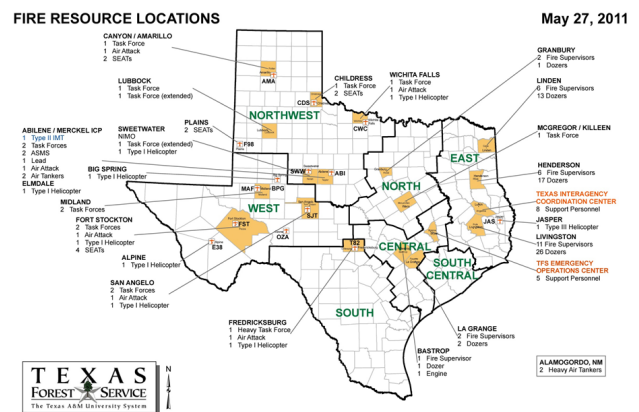 FIRE RESOURCE LOCATIONS
May 27, 2011
CANYON / AMARILLO
1 Task Force
1 Air Attack
2 SEATs
LUBBOCK
1 Task Force
1 Task Force (extended)
PLAINS
2 SEATs
SWEETWATER
NIMO
1 Task Force (extended)
1 Type I Helicopter
ABILENE / MERCKEL ICP
1 Type II IMT
2 Task Forces
2 ASMS
1 Lead
1 Air Attack
2 Air Tankers
BIG SPRING
1 Type I Helicopter
ELMDALE
1 Type I Helicopter
MIDLAND
2 Task Forces
FORT STOCKTON
2 Task Forces
1 Air Attack
1 Type I Helicopter
4 SEATs
ALPINE
1 Type I Helicopter
SAN ANGELO
2 Task Forces
1 Air Attack
1 Type I Helicopter
FREDRICKSBURG
1 Heavy Task Force
1 Air Attack
1 Type I Helicopter
CHILDRESS
1 Task Force
2 SEATs
WICHITA FALLS
1 Task Force
1 Air Attack
1 Type I Helicopter
GRANBURY
2 Fire Supervisors
1 Dozers
LINDEN
6 Fire Supervisors
13 Dozers
MCGREGOR / KILLEEN
1 Task Force
HENDERSON
6 Fire Supervisors
17 Dozers
TEXAS INTERAGENCY
COORDINATION CENTER
8 Support Personnel
JASPER
1 Type III Helicopter
LIVINGSTON
11 Fire Supervisors
26 Dozers
TFS EMERGENCY
OPERATIONS CENTER
5 Support Personnel
LA GRANGE
2 Fire Supervisors
2 Dozers
BASTROP
1 Fire Supervisor
1 Dozer
1 Engine
ALAMOGORDO, NM
2 Heavy Air Tankers
AMA
CDS
NORTHWEST
CWC
F98
SWW
ABI
EAST
NORTH
MAF
BPG
WEST
SJT
FST
OZA
E38
T82
JAS
CENTRAL
SOUTH
CENTRAL
SOUTH
N
TEXAS
FOREST SERVICE
The Texas A&M University System